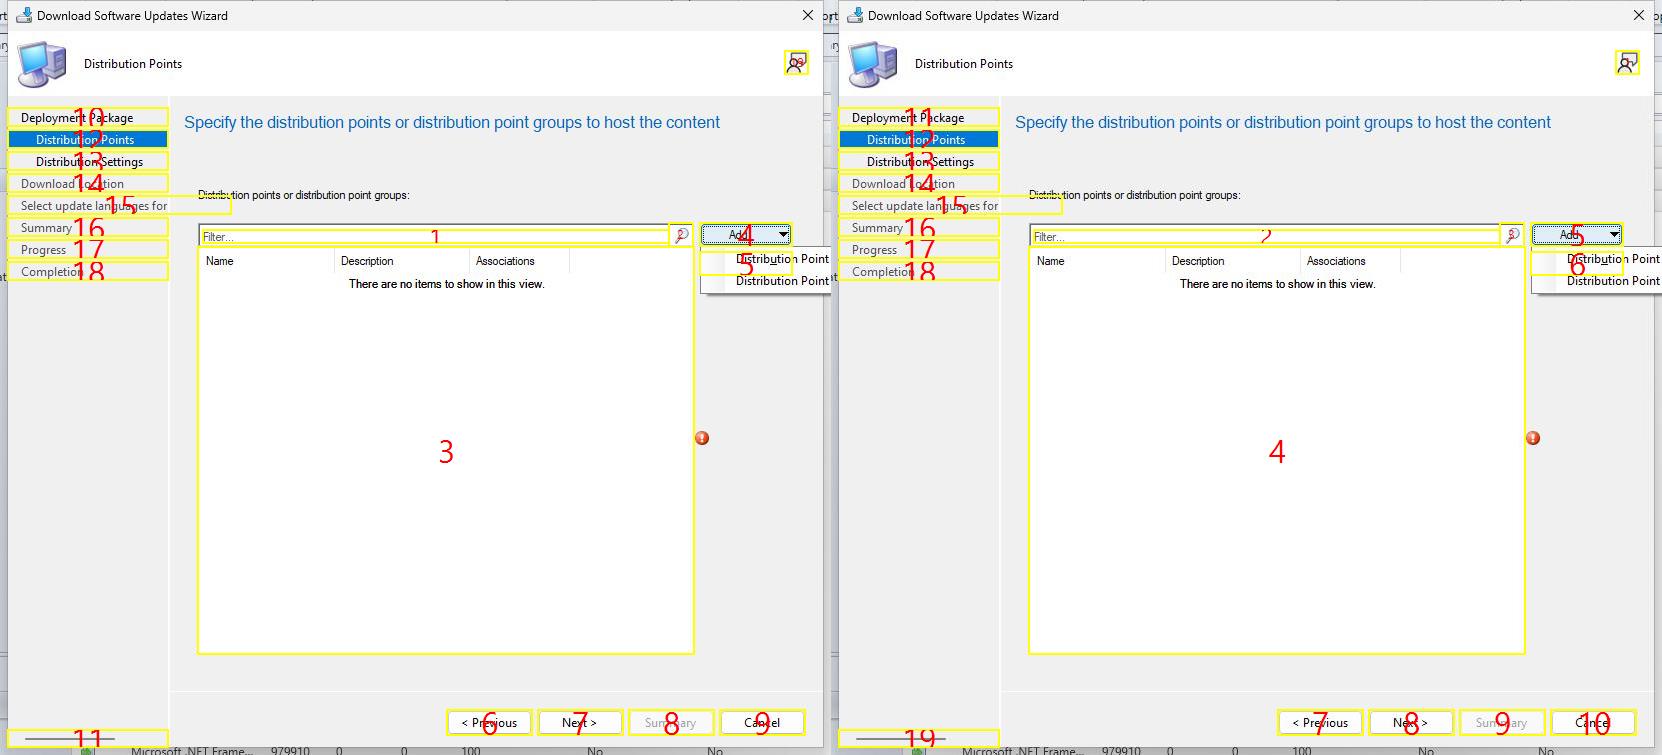 Download Software Updates Wizard
Distribution Points
19
Deployment Package
10
Distribution Points
12
Distribution Settings
13
Download Location
14
Select update languages for
15
Summary
16
Progress
17
Completion
18
11
Specify the distribution points or distribution point groups to host the content
Distribution points or distribution point groups:
Filter...
1
2
Add
4
Distribution Point
5
Distribution Point
Name Description Associations
There are no items to show in this view.
3
< Previous
6
Next >
7
Summary
8
Cancel
9
Microsoft .NET Frame... 979910 0 0 100 No No
Download Software Updates Wizard
Distribution Points
Deployment Package
11
Distribution Points
12
Distribution Settings
13
Download Location
14
Select update languages for
15
Summary
16
Progress
17
Completion
18
19
Specify the distribution points or distribution point groups to host the content
Distribution points or distribution point groups:
Filter...
2
3
Add
5
Distribution Point
6
Distribution Point
Name Description Associations
There are no items to show in this view.
4
< Previous
7
Next >
8
Summary
9
Cancel
10
Microsoft .NET Frame... 979910 0 0 100 No No